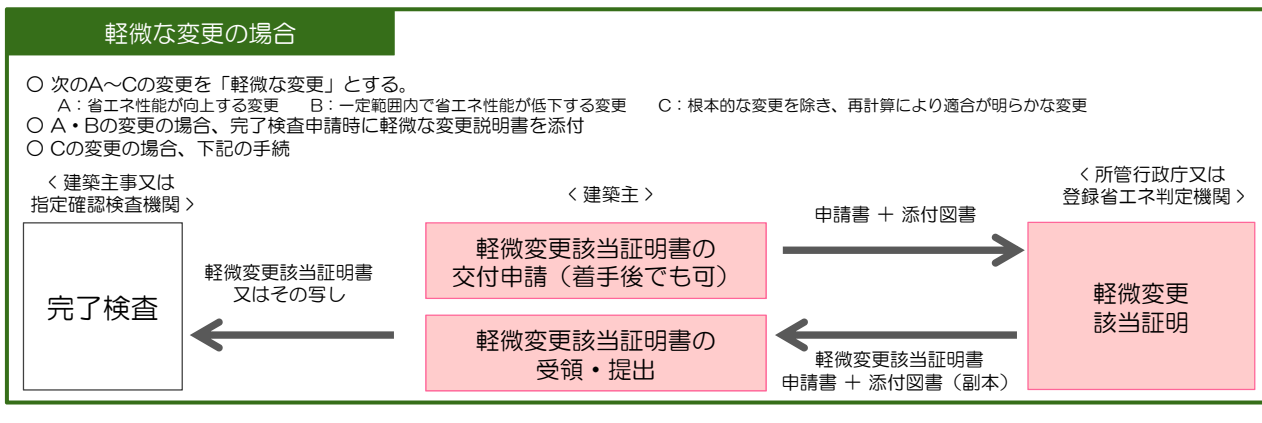 軽微な変更の場合
〇 次のA〜Cの変更を「軽微な変更」とする。
A：省エネ性能が向上する変更　B：一定範囲内で省エネ性能が低下する変更　C：根本的な変更を除き、再計算により適合が明らかな変更
〇 A・Bの変更の場合、完了検査申請時に軽微な変更説明書を添付
〇 Cの変更の場合、下記の手続
〈 建築主事又は
指定確認検査機関 〉
〈 建築主 〉
〈 所管行政庁又は
登録省エネ判定機関 〉
完了検査
軽微変更該当証明書
又はその写し
軽微変更該当証明書の
交付申請（着手後でも可）
申請書 ＋ 添付図書
軽微変更
該当証明
軽微変更該当証明書の
受領・提出
軽微変更該当証明書
申請書 ＋ 添付図書（副本）